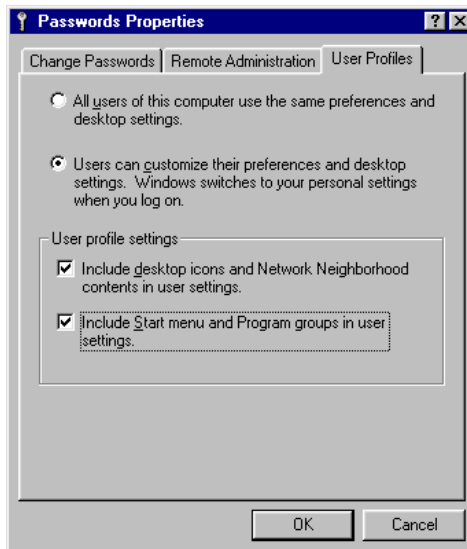 Passwords Properties
Change Passwords Remote Administration User Profiles
All users of this computer use the same preferences and
desktop settings.
Users can customize their preferences and desktop
settings. Windows switches to your personal settings
when you log on.
User profile settings
Include desktop icons and Network Neighborhood
contents in user settings.
Include Start menu and Program groups in user
settings.
OK Cancel